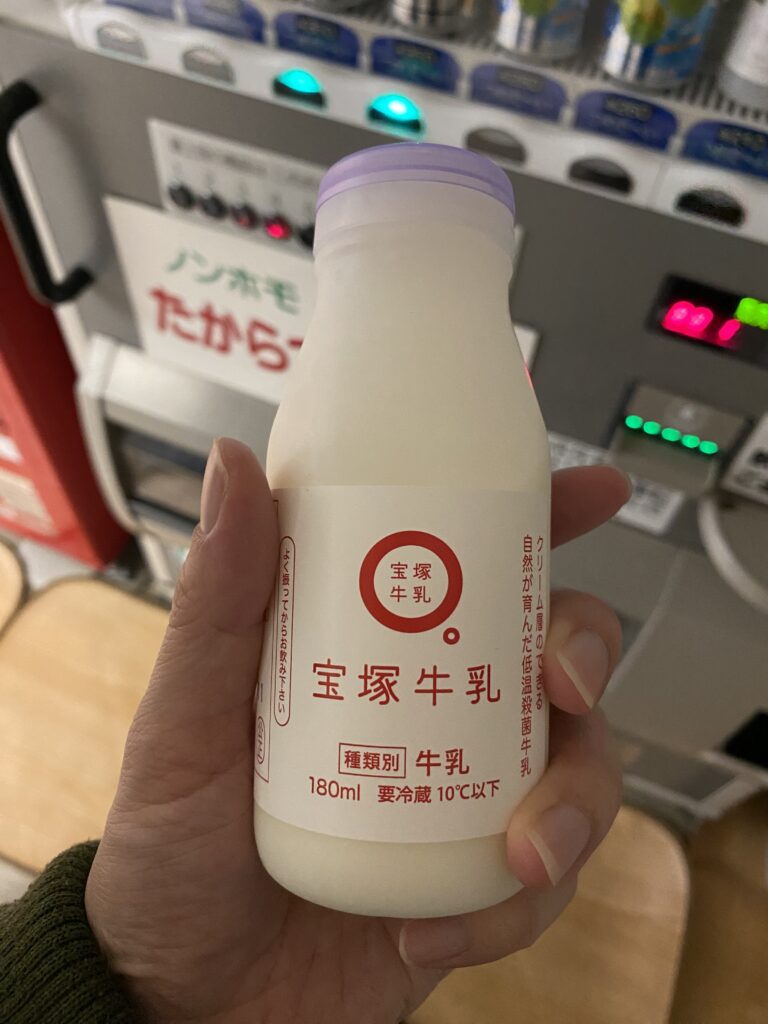 ノンホモ
たからづ
宝塚
牛乳
宝塚牛乳
種類別 牛乳
180ml 要冷蔵 10℃以下
よく振ってからお飲み下さい
クリーム層のできる
自然が育んだ低温殺菌牛乳